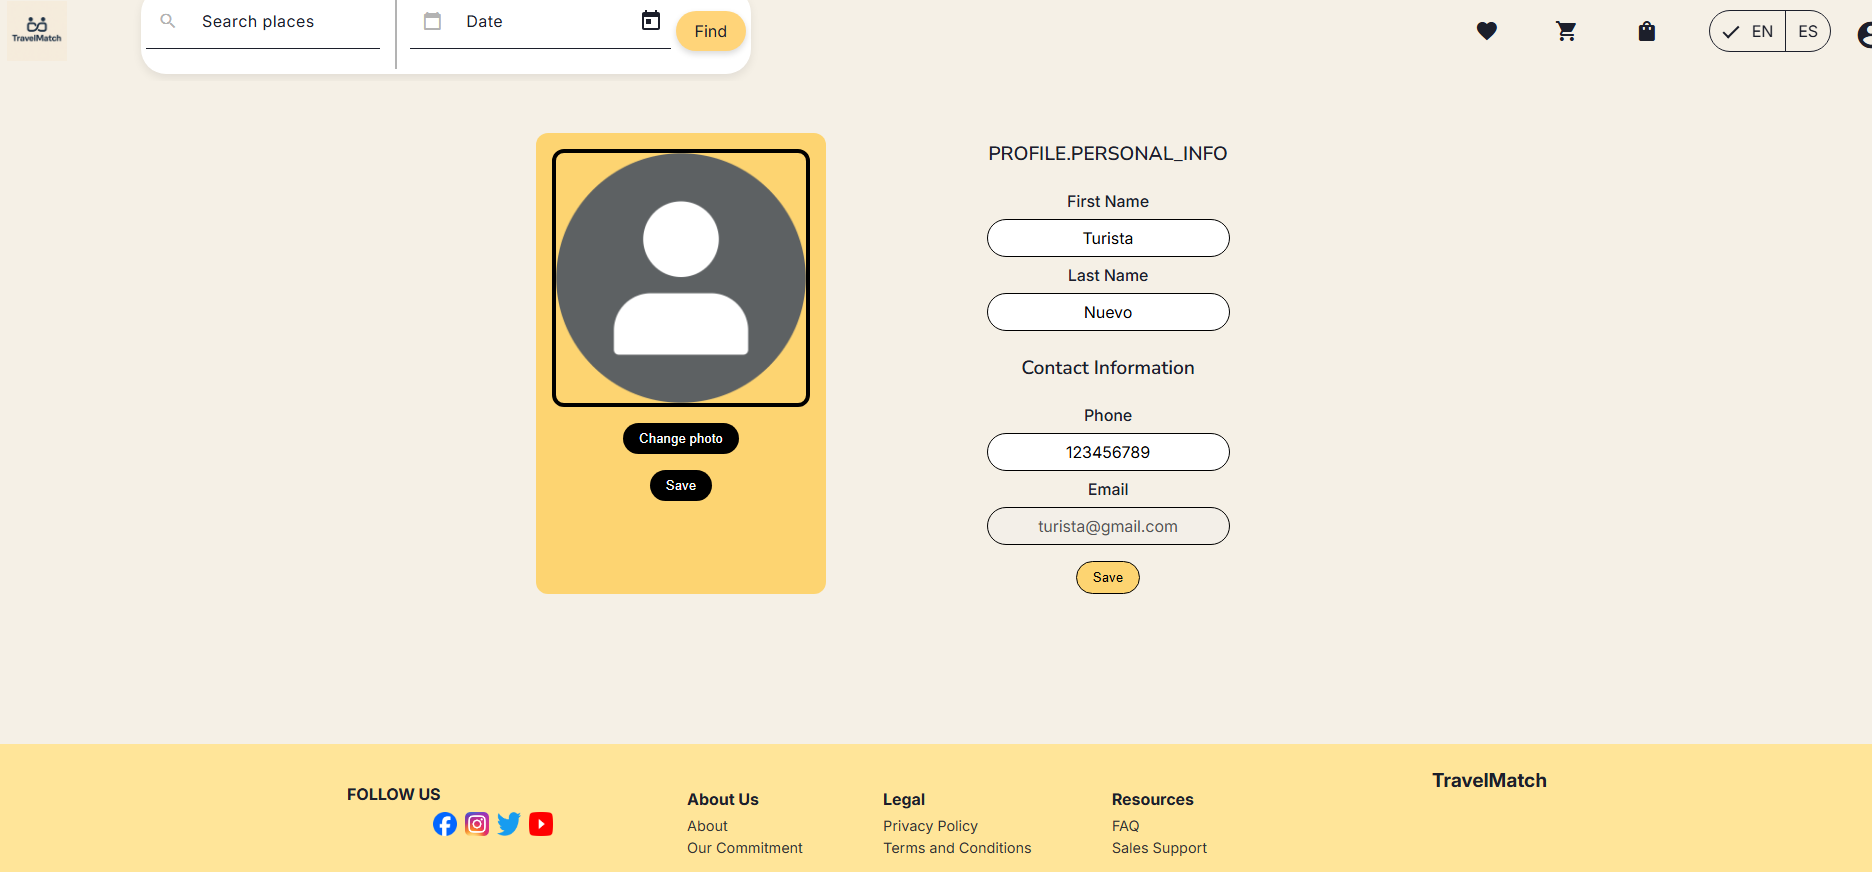 TravelMatch
Search places
Date
Find
EN
ES
PROFILE.PERSONAL_INFO
First Name
Turista
Last Name
Nuevo
Contact Information
Phone
123456789
Email
turista@gmail.com
Save
Change photo
Save
FOLLOW US
About Us
About
Our Commitment
Legal
Privacy Policy
Terms and Conditions
Resources
FAQ
Sales Support
TravelMatch